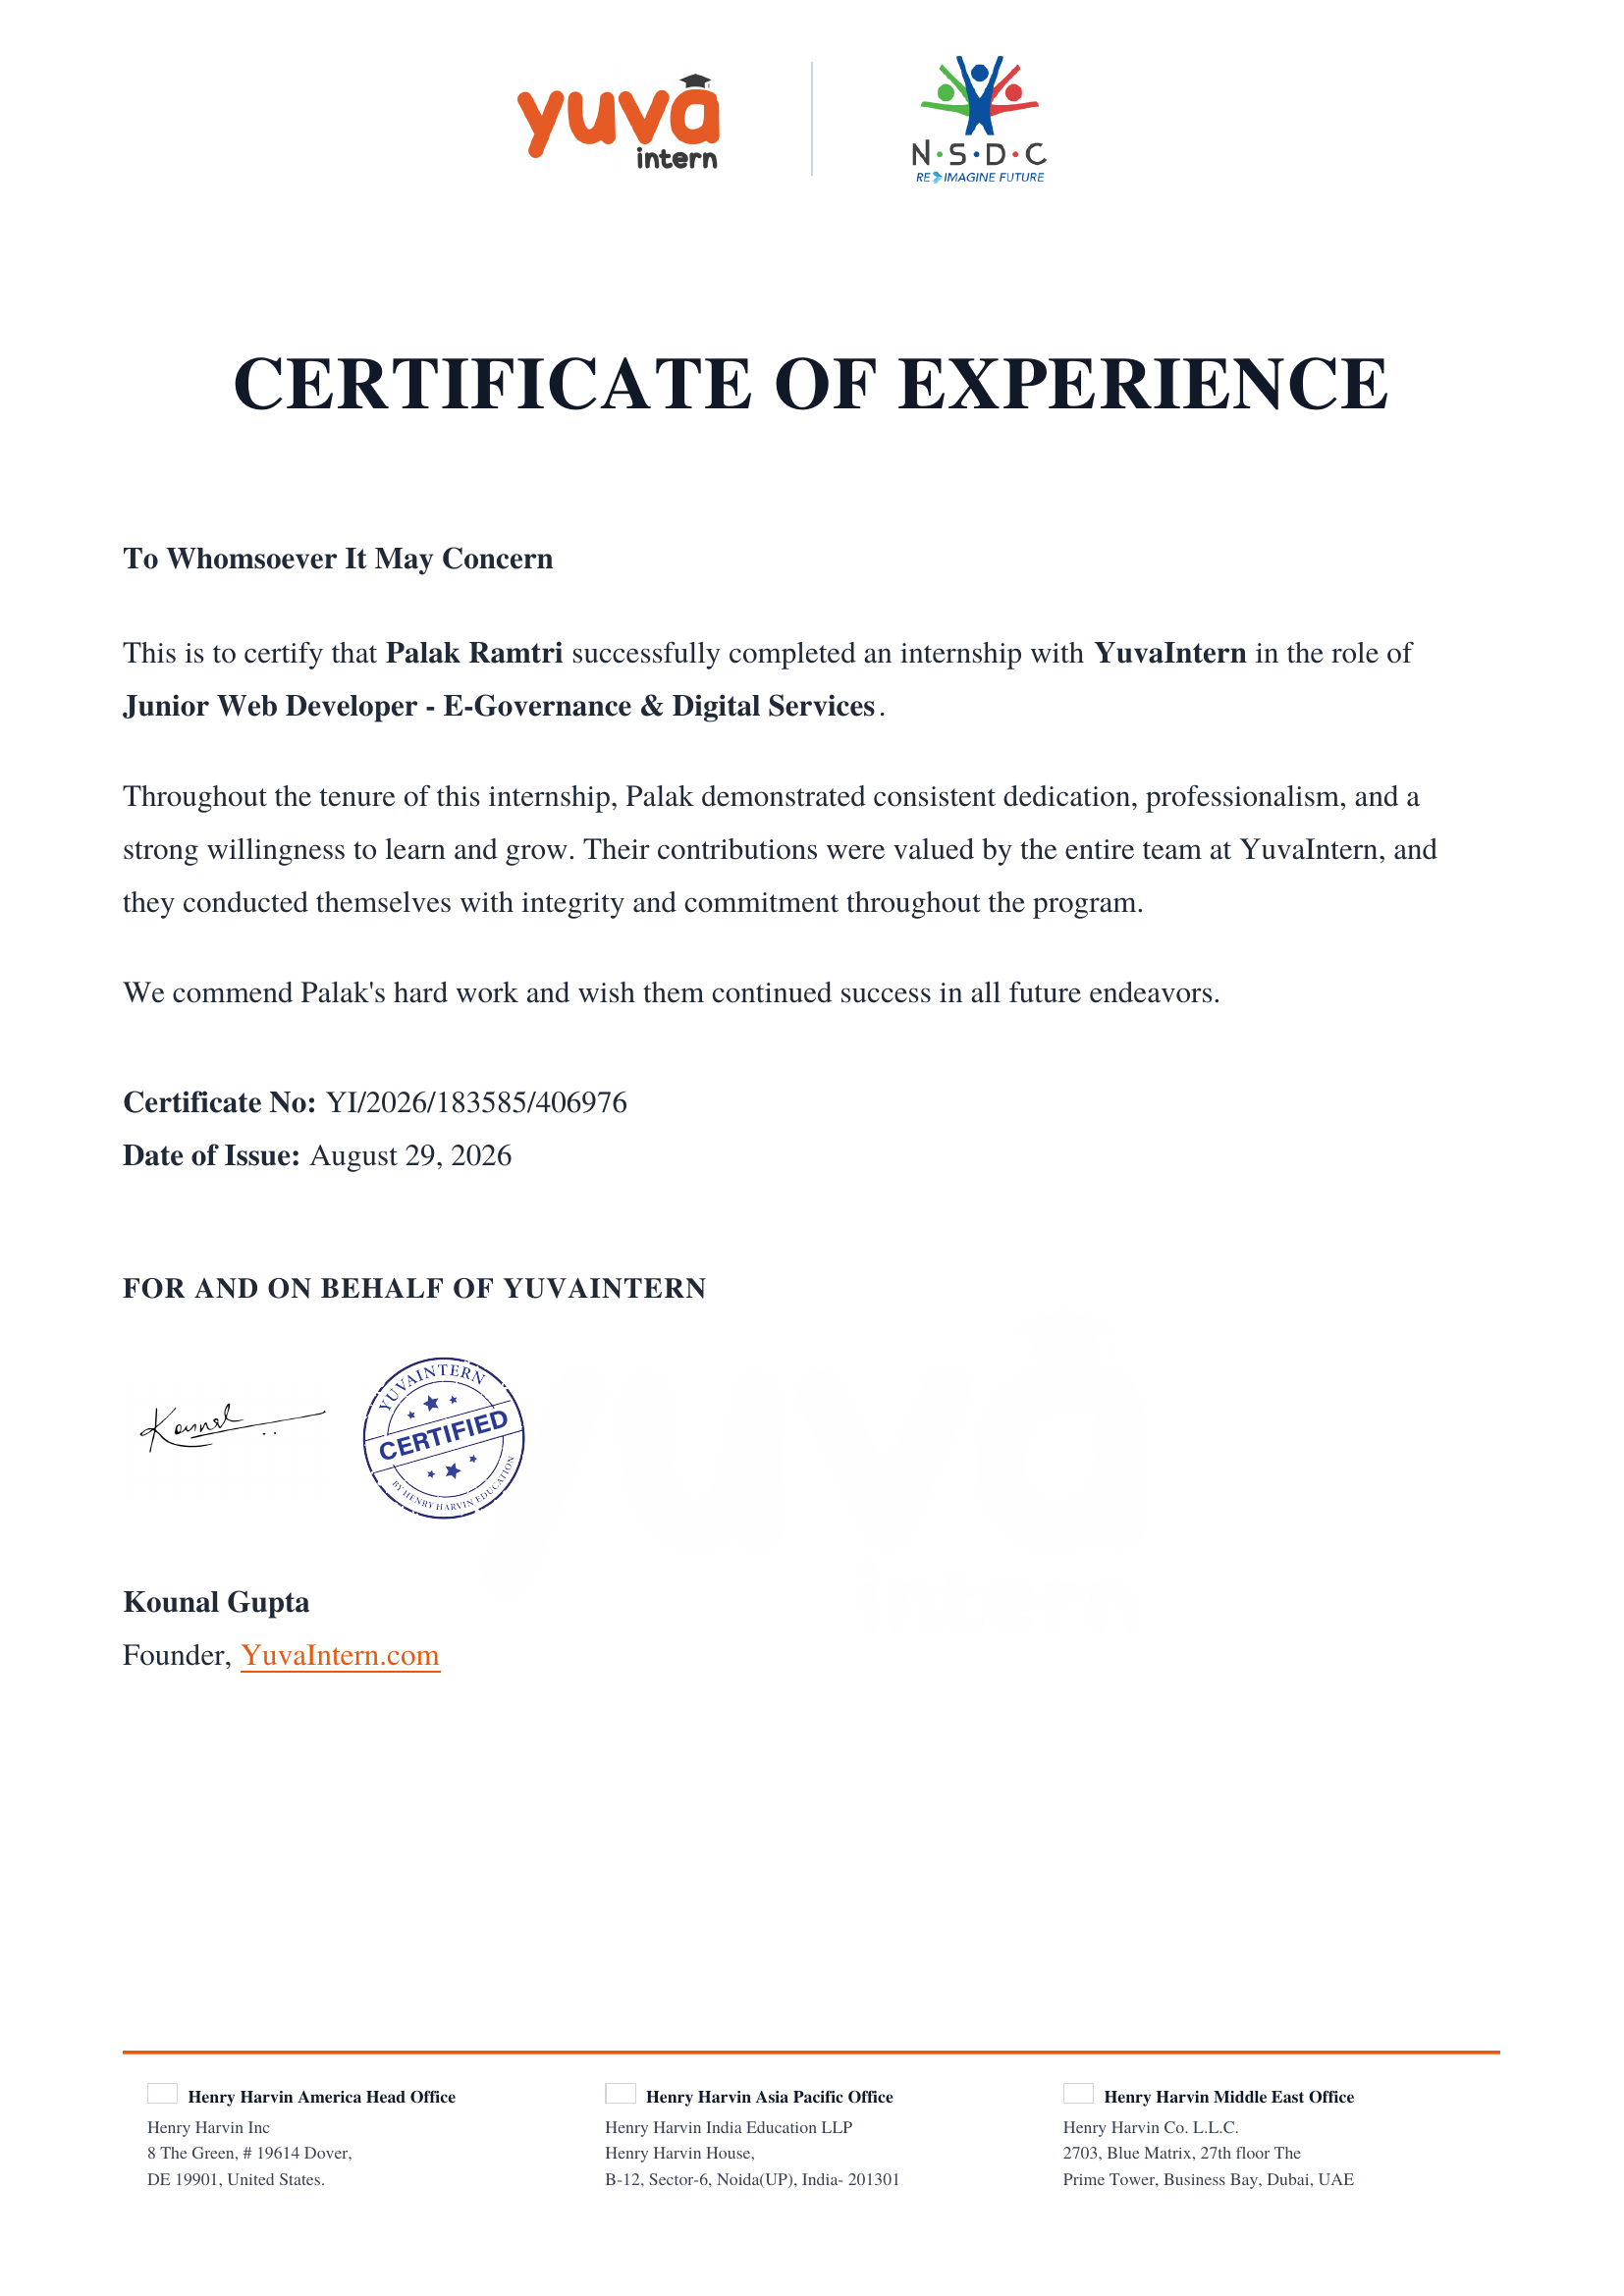 yuva
intern
N·S·D·C
RE IMAGINE FUTURE
CERTIFICATE OF EXPERIENCE
To Whomsoever It May Concern
This is to certify that Palak Ramtri successfully completed an internship with YuvaIntern in the role of
Junior Web Developer - E-Governance & Digital Services.
Throughout the tenure of this internship, Palak demonstrated consistent dedication, professionalism, and a
strong willingness to learn and grow. Their contributions were valued by the entire team at YuvaIntern, and
they conducted themselves with integrity and commitment throughout the program.
We commend Palak's hard work and wish them continued success in all future endeavors.
Certificate No: YI/2026/183585/406976
Date of Issue: August 29, 2026
FOR AND ON BEHALF OF YUVAINTERN
Kounal
YUVAINTERN
CERTIFIED
BY HENRY HARVIN EDUCATION
Kounal Gupta
Founder, YuvaIntern.com
Henry Harvin America Head Office
Henry Harvin Inc
8 The Green, # 19614 Dover,
DE 19901, United States.
Henry Harvin Asia Pacific Office
Henry Harvin India Education LLP
Henry Harvin House,
B-12, Sector-6, Noida(UP), India- 201301
Henry Harvin Middle East Office
Henry Harvin Co. L.L.C.
2703, Blue Matrix, 27th floor The
Prime Tower, Business Bay, Dubai, UAE